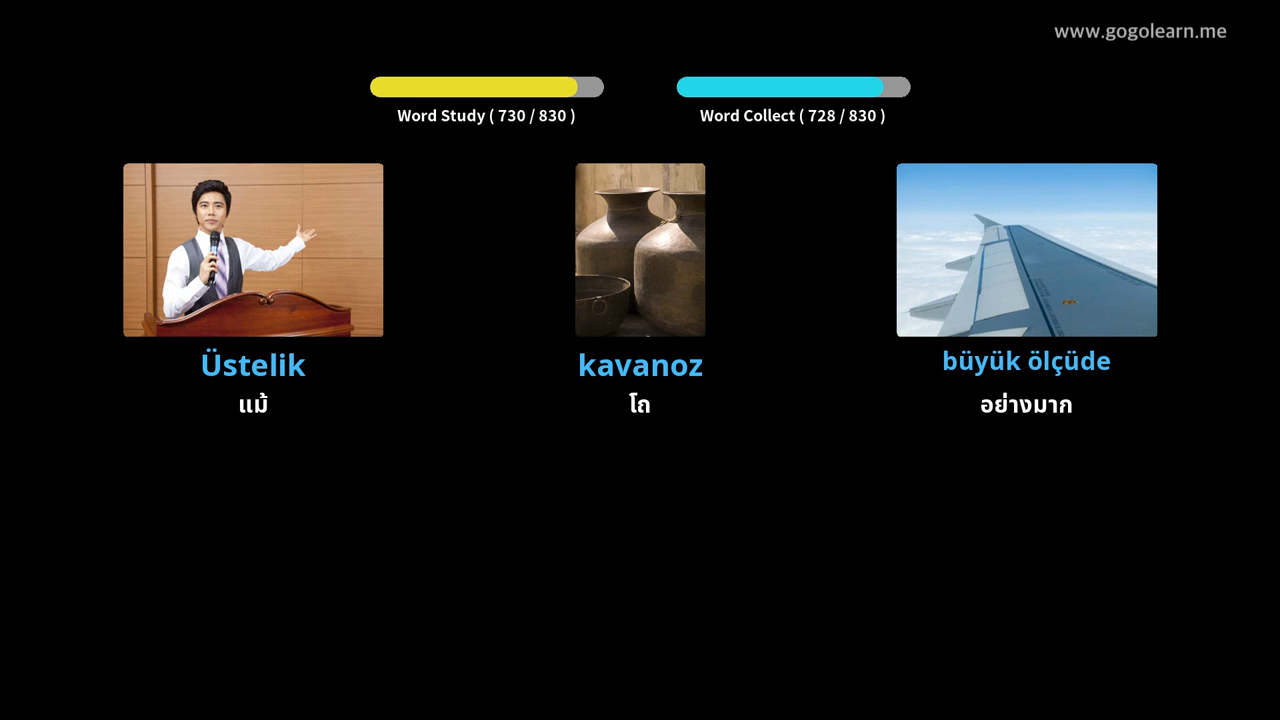 www.gogolearn.me
Word Study ( 730 / 830 )
Word Collect ( 728 / 830 )
Üstelik
แม้
kavanoz
โถ
büyük ölçüde
อย่างมาก